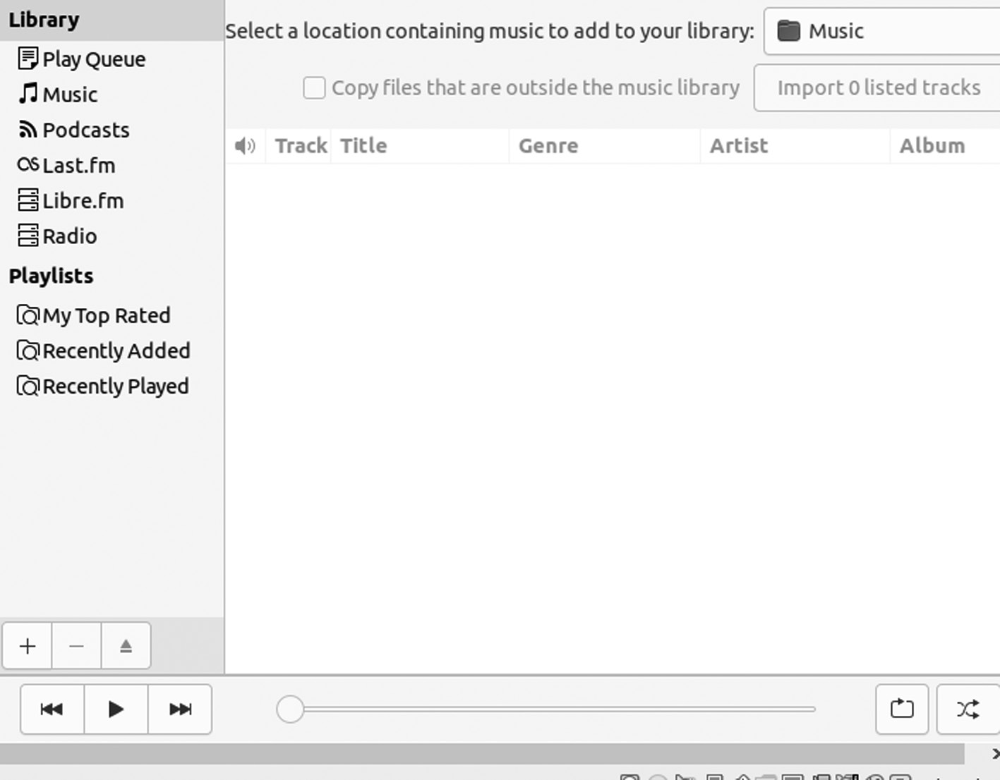 Library
Play Queue
Music
Podcasts
Last.fm
Libre.fm
Radio
Playlists
My Top Rated
Recently Added
Recently Played
Select a location containing music to add to your library: Music
Copy files that are outside the music library Import 0 listed tracks
Track Title Genre Artist Album